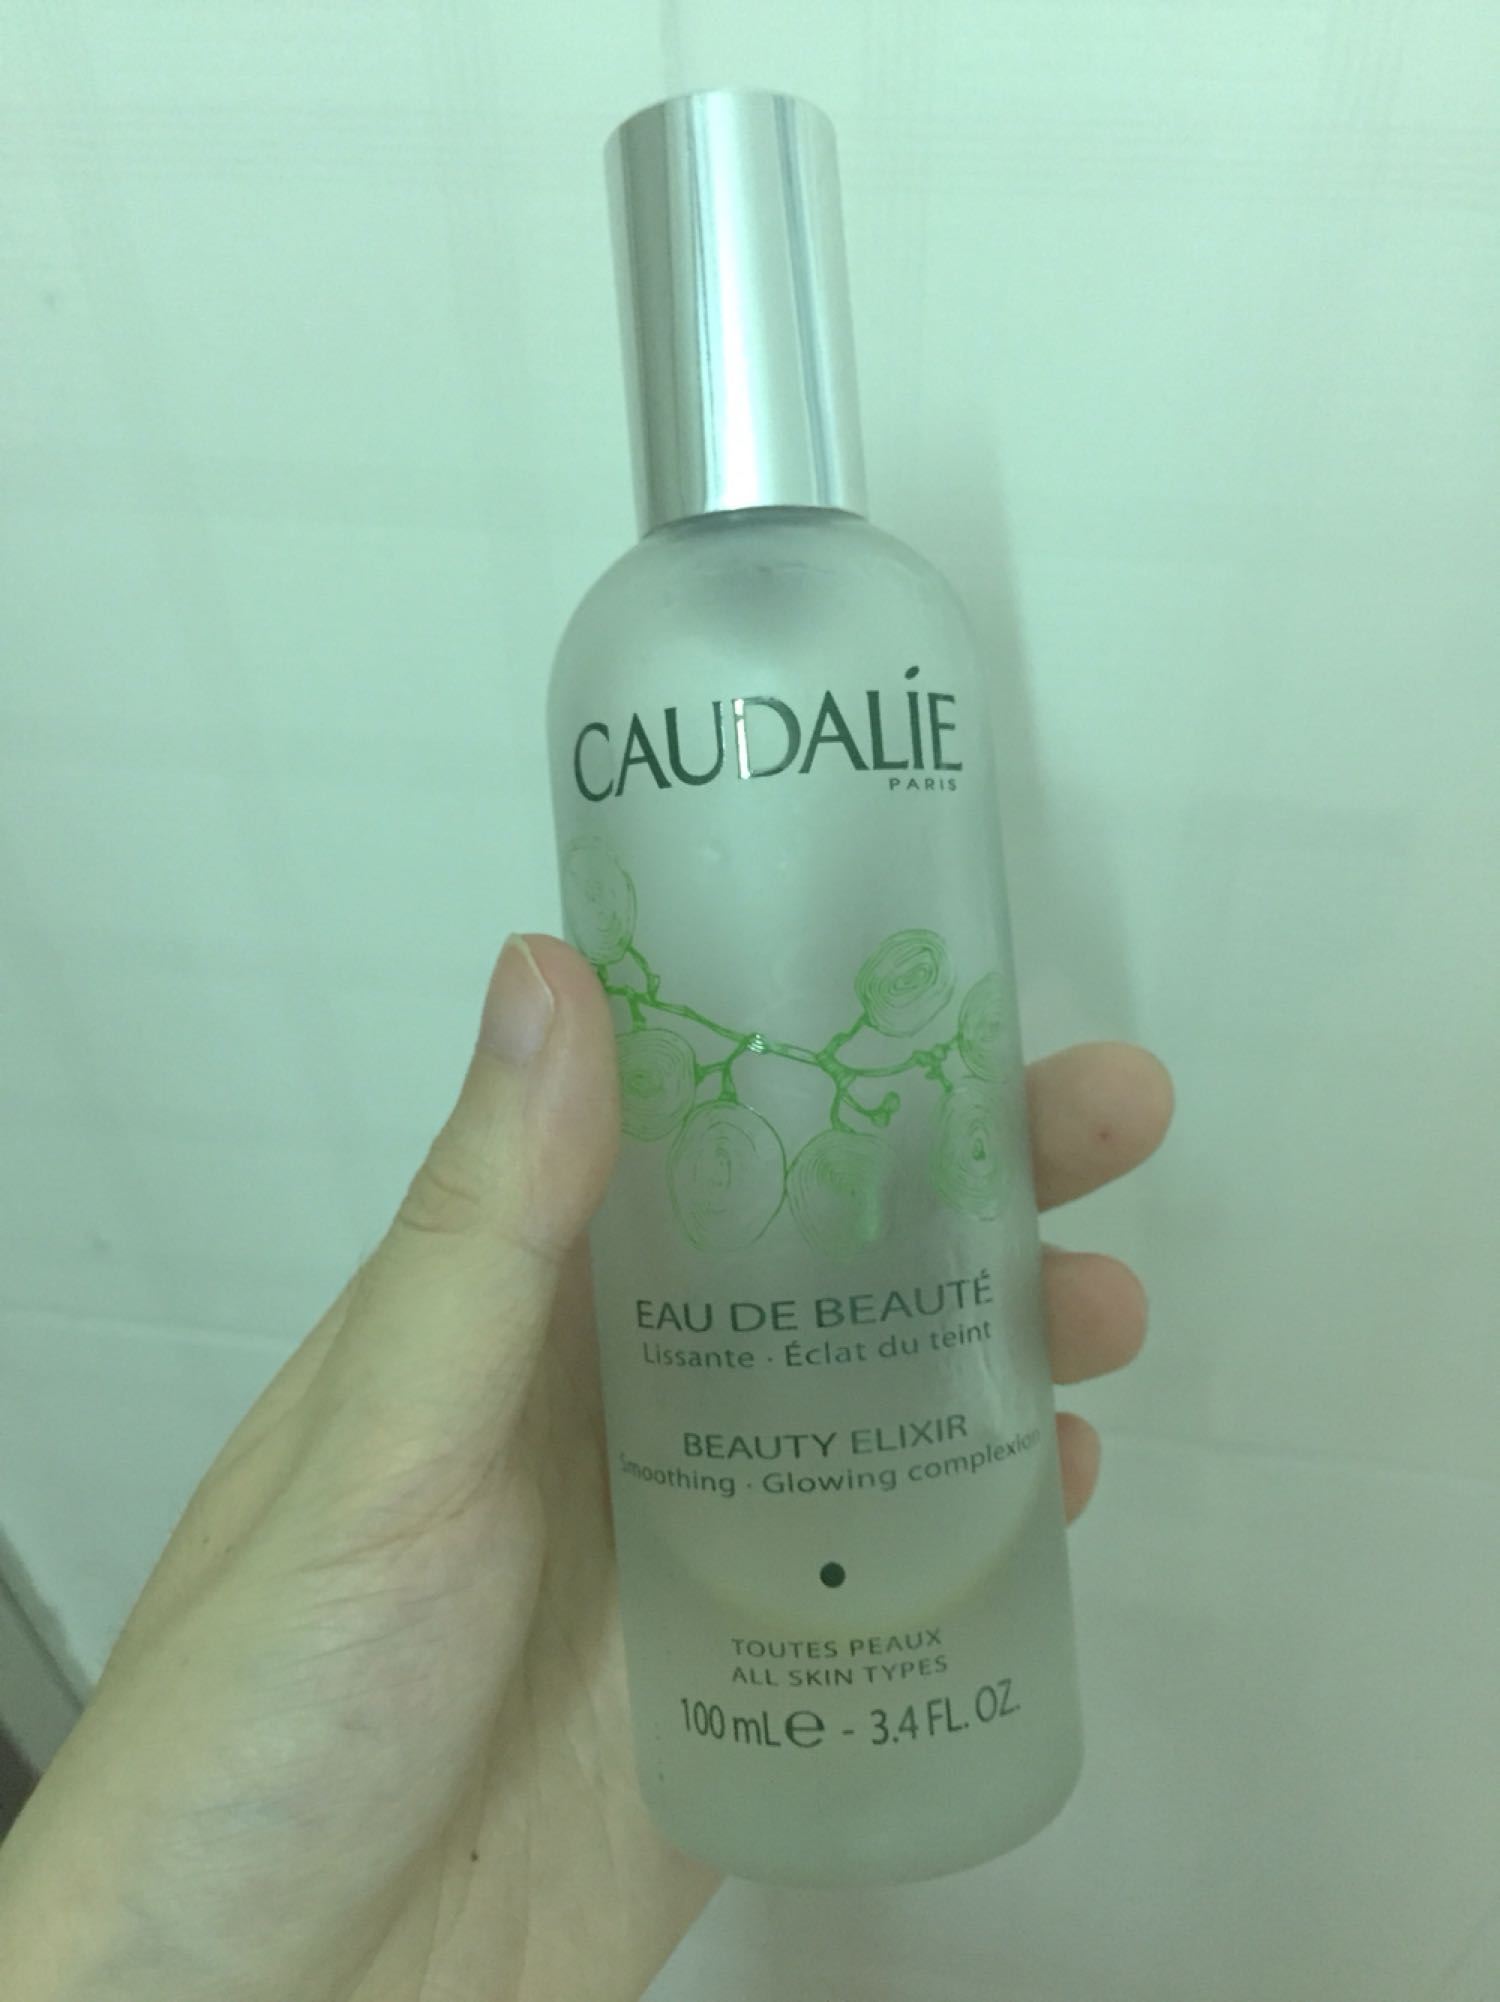 CAUDALÍE
PARIS
EAU DE BEAUTÉ
Lissante · Éclat du teint
BEAUTY ELIXIR
Smoothing · Glowing complexion
TOUTES PEAUX
ALL SKIN TYPES
100 mL ℮ - 3.4 FL. OZ.